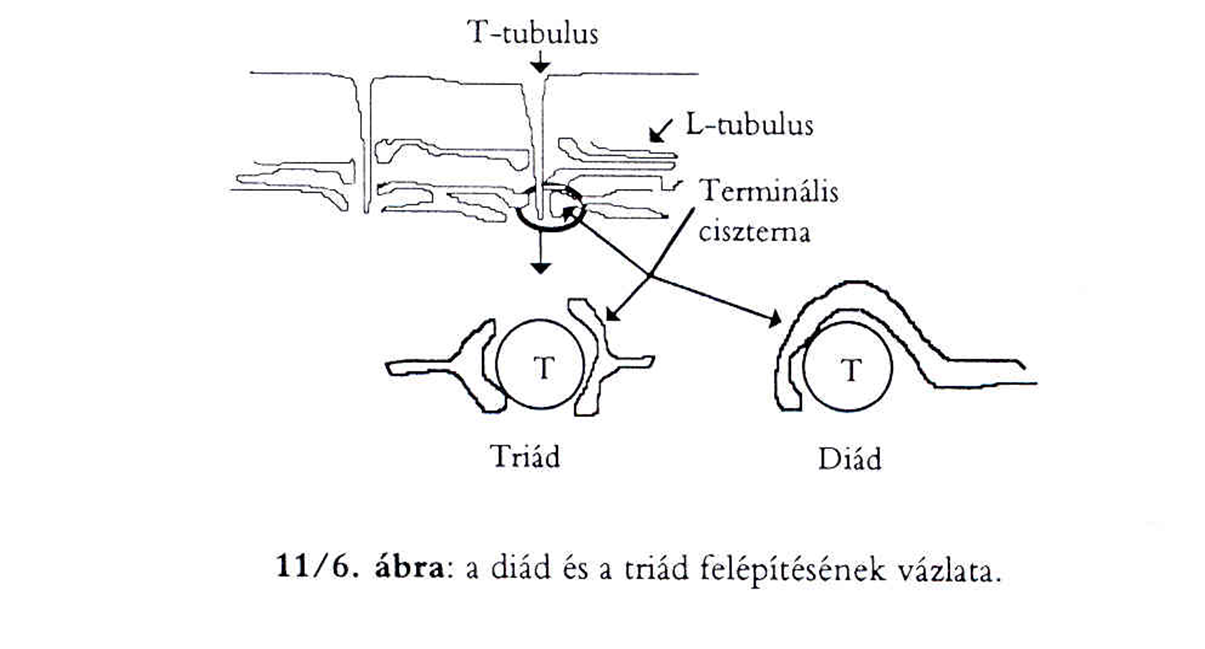 T-tubulus
L-tubulus
Terminális
ciszterna
T
T
Triád
Diád
11/6. ábra: a diád és a triád felépítésének vázlata.